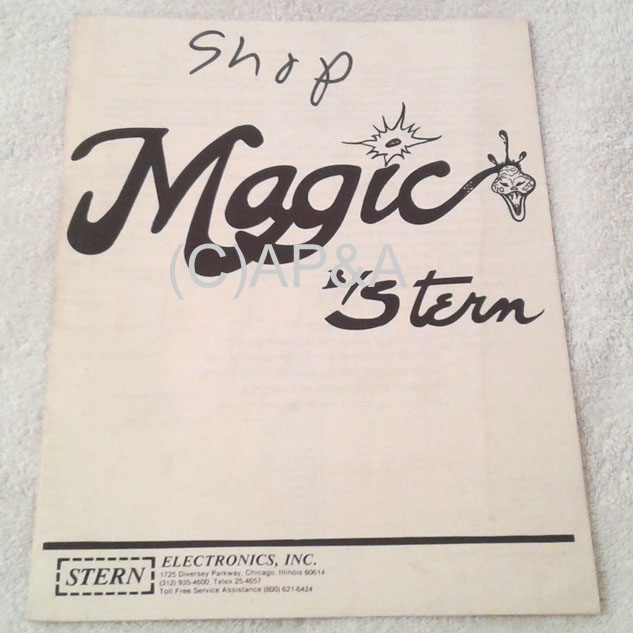 Shop
Magic
(C)AP&A
By Stern
STERN
ELECTRONICS, INC.
1725 Diversey Parkway, Chicago, Illinois 60614
(312) 935-4600, Telex 25-4657
Toll Free Service Assistance (800) 621-6424